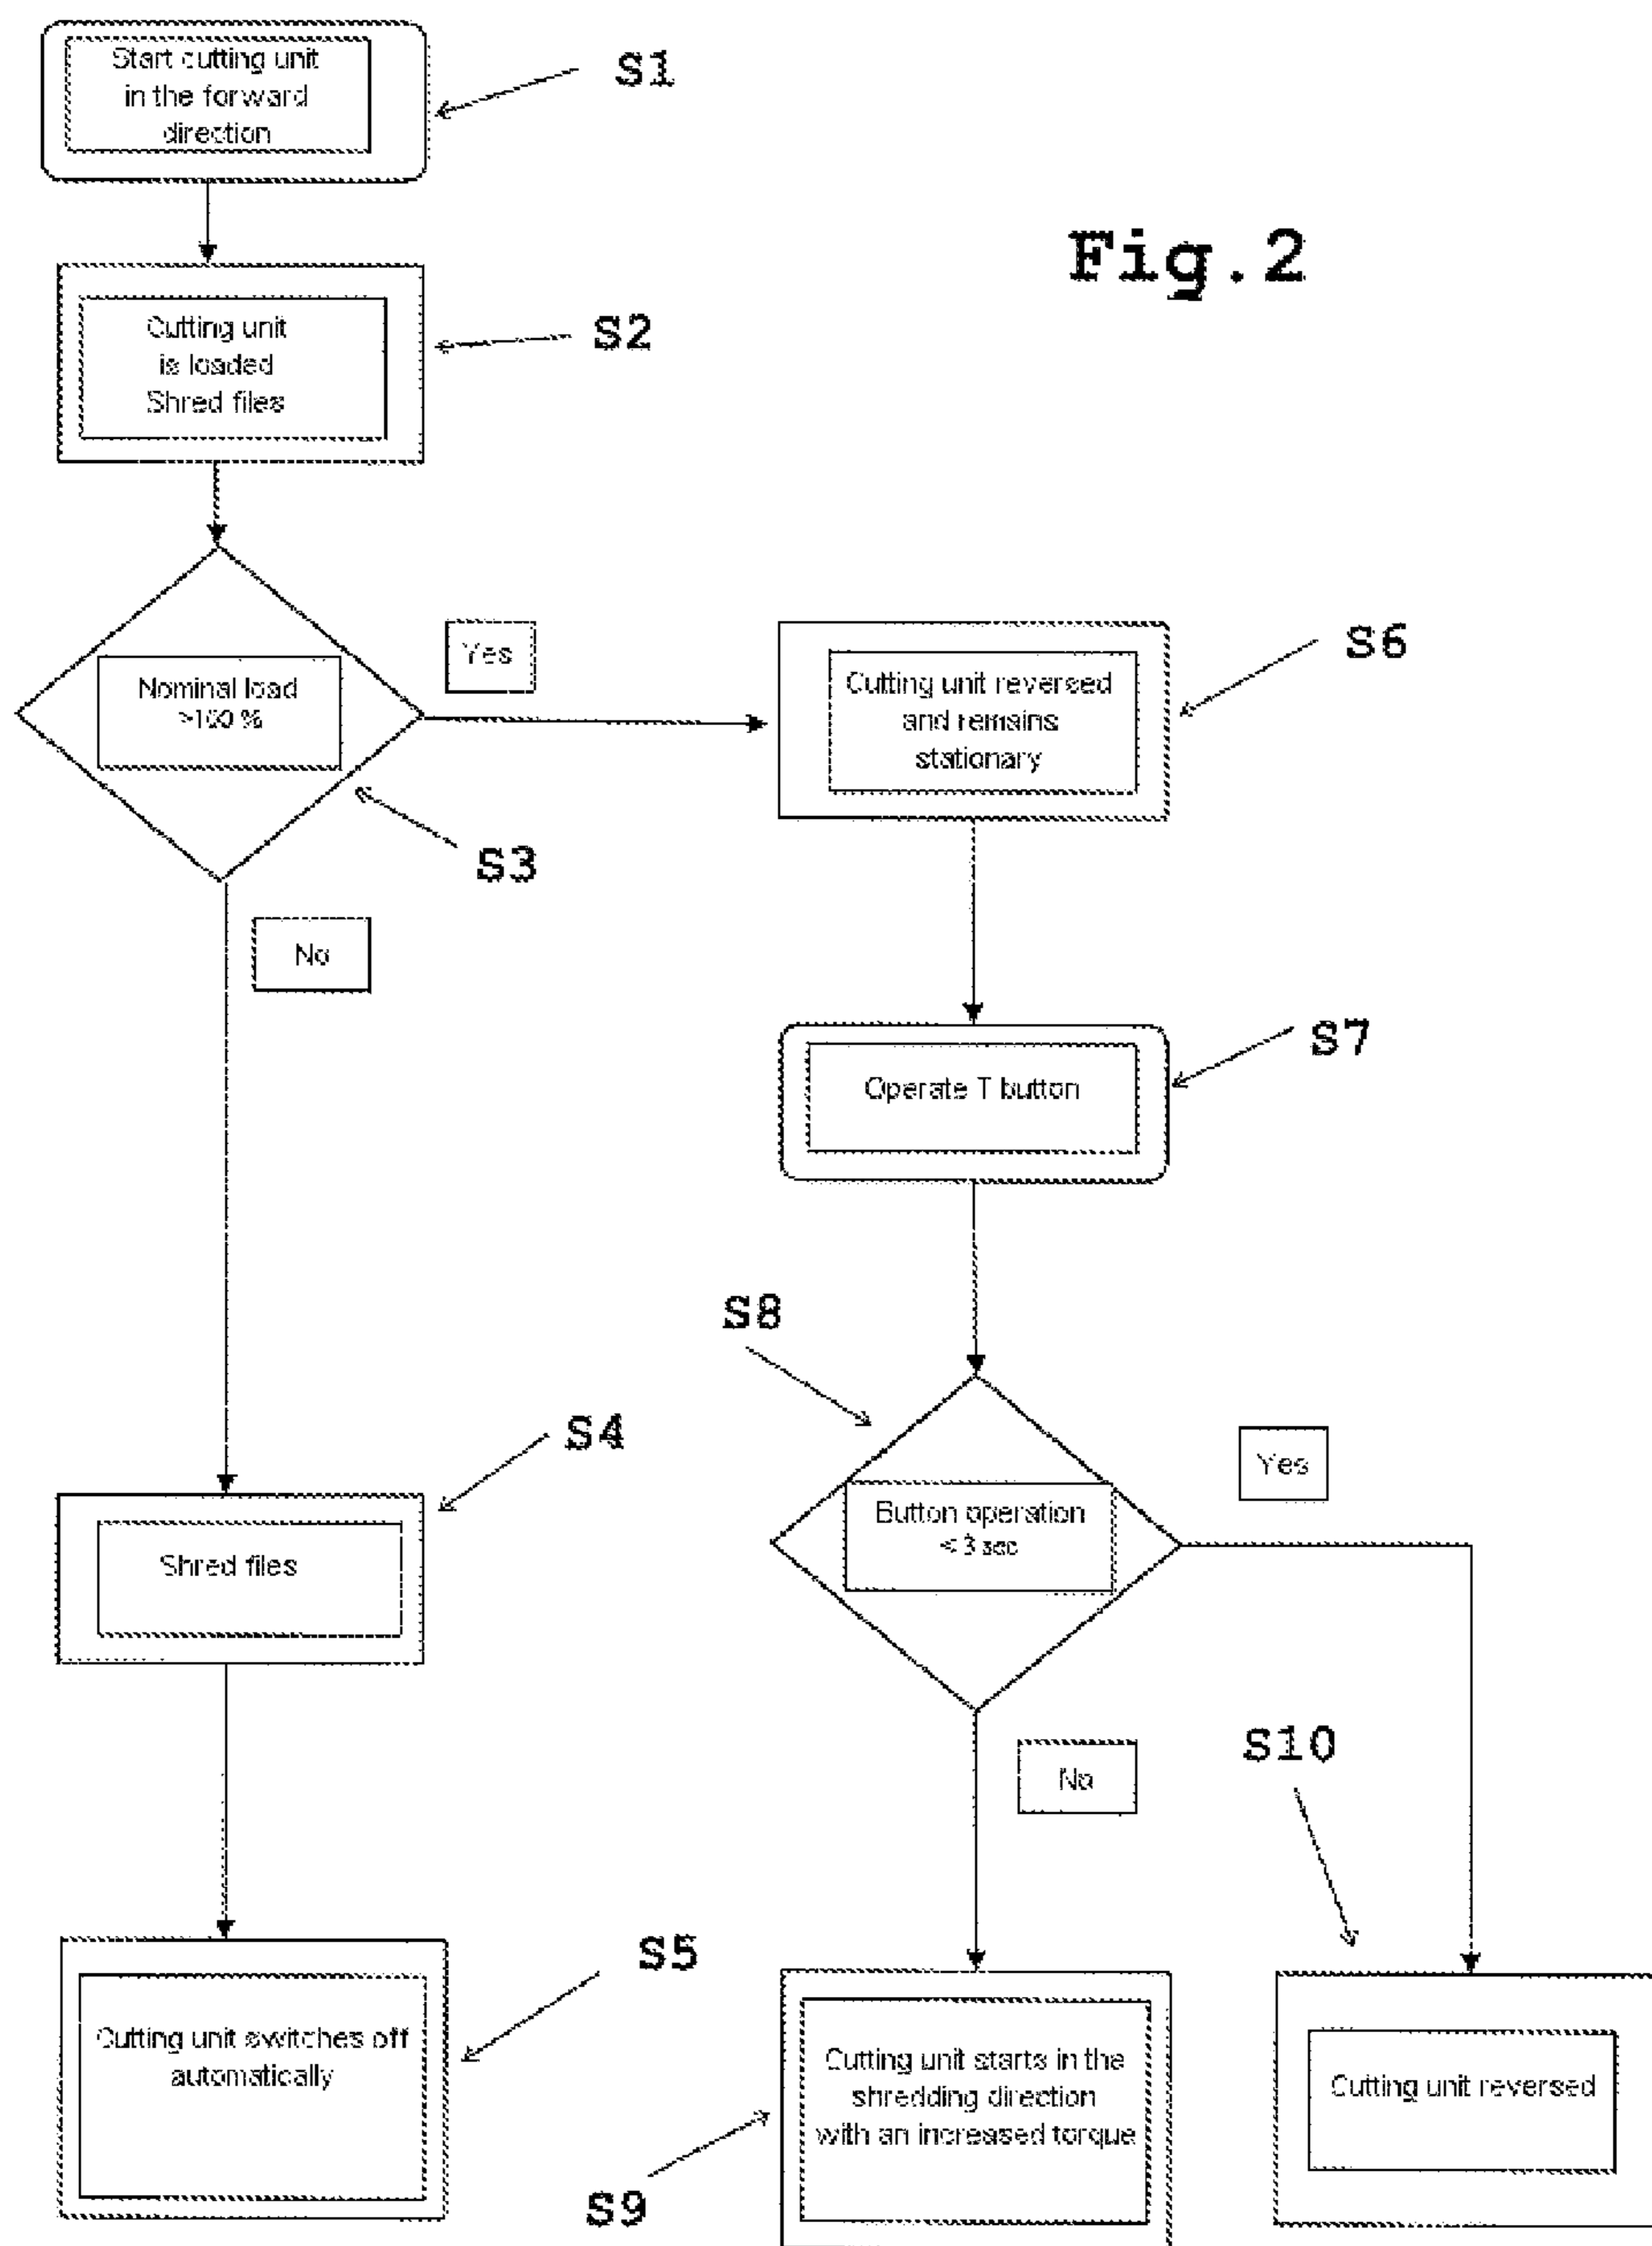 Start cutting unit
in the forward
direction
S1
Fig.2
Cutting unit
is loaded
Shred files
S2
Nominal load
>100 %
S3
Yes
No
Cutting unit reversed
and remains
stationary
S6
Operate T button
S7
S8
Button operation
< 3 sec
Yes
No
S4
Shred files
S5
Cutting unit switches off
automatically
S9
Cutting unit starts in the
shredding direction
with an increased torque
S10
Cutting unit reversed